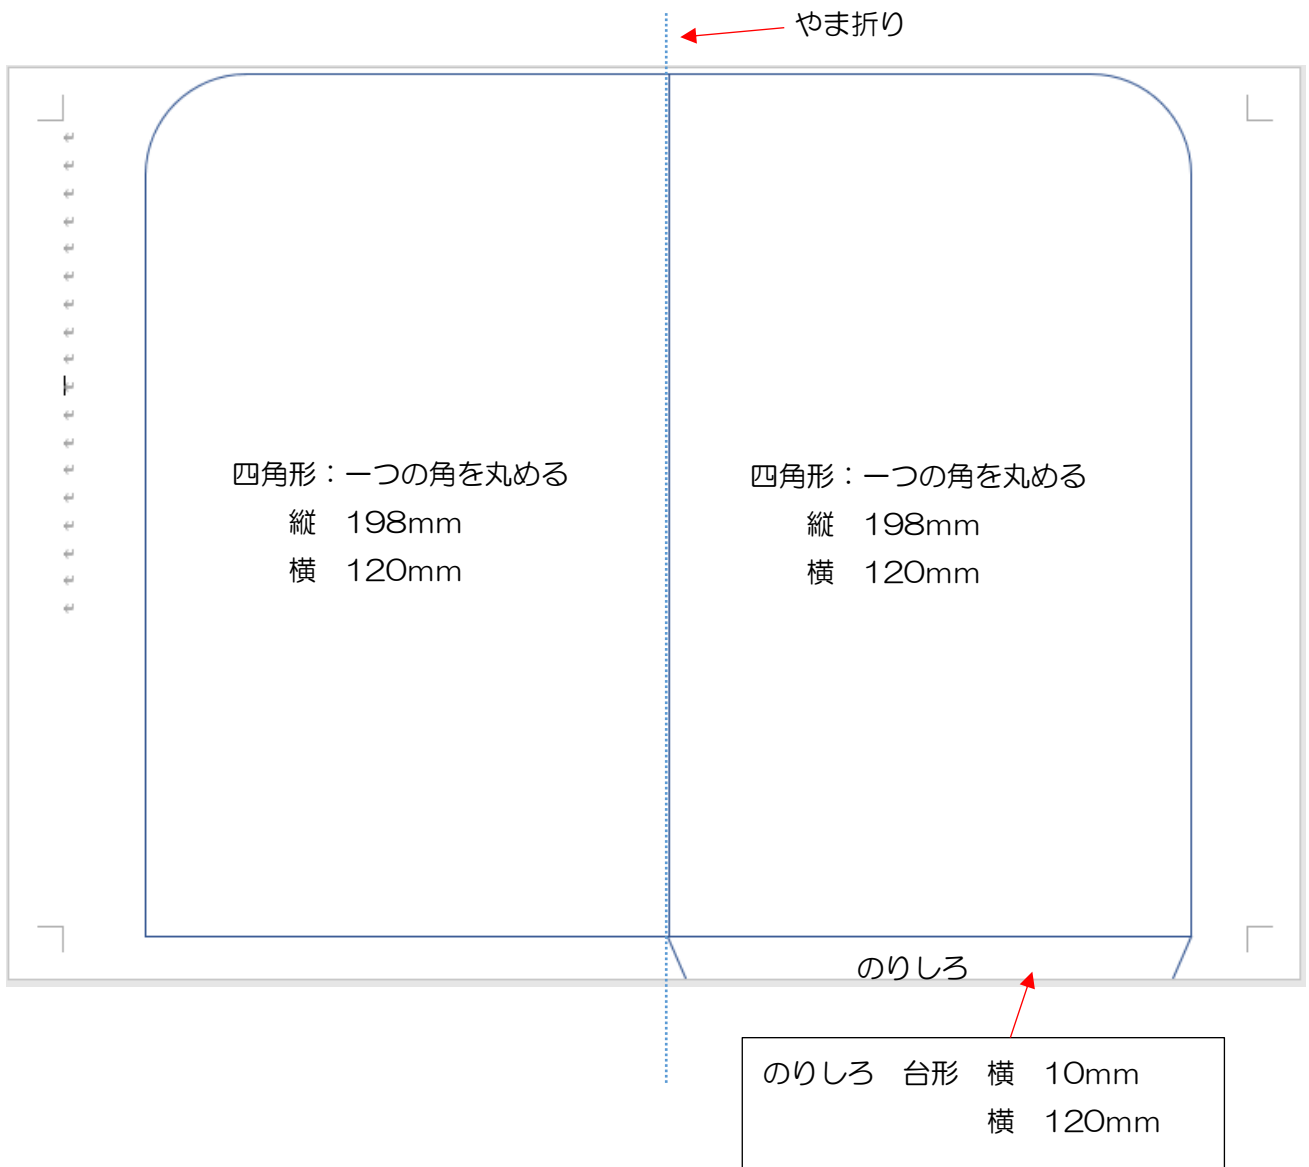 やま折り
四角形：一つの角を丸める
縦　198mm
横　120mm
四角形：一つの角を丸める
縦　198mm
横　120mm
のりしろ
のりしろ　台形　横　10mm
横　120mm